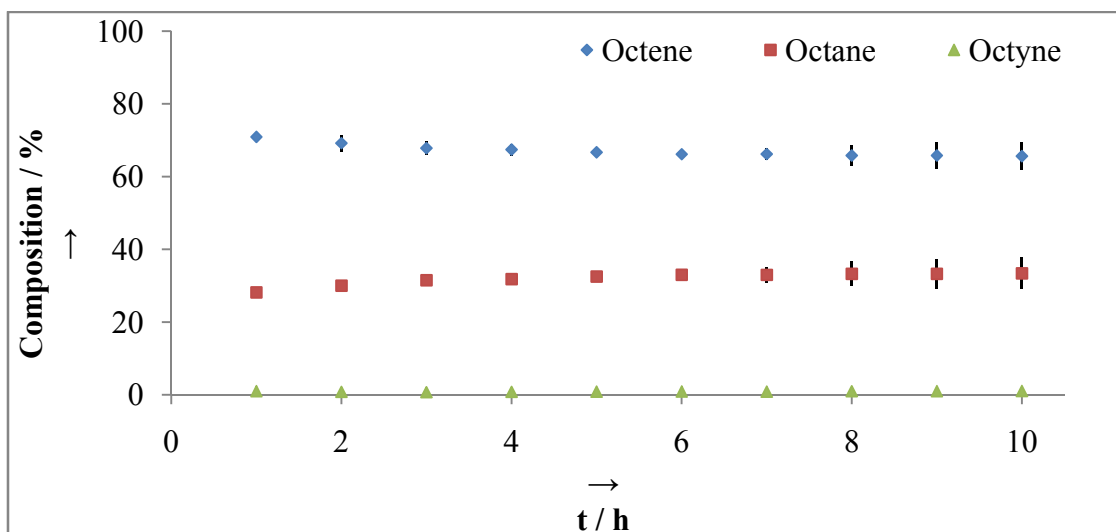 Octene Octane Octyne
100
80
60
40
20
0
Composition / %
→
0 2 4 6 8 10
→
t / h